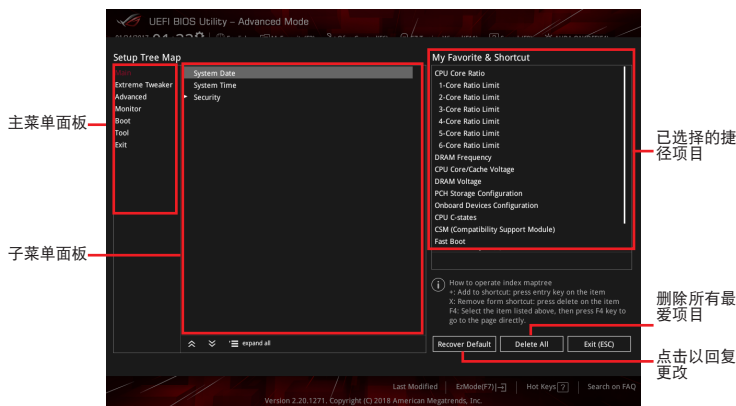 UEFI BIOS Utility – Advanced Mode
Setup Tree Map
My Favorite & Shortcut
Main
Extreme Tweaker
Advanced
Monitor
Boot
Tool
Exit
System Date
System Time
Security
CPU Core Ratio
1-Core Ratio Limit
2-Core Ratio Limit
3-Core Ratio Limit
4-Core Ratio Limit
5-Core Ratio Limit
6-Core Ratio Limit
DRAM Frequency
CPU Core/Cache Voltage
DRAM Voltage
PCH Storage Configuration
Onboard Devices Configuration
CPU C-states
CSM (Compatibility Support Module)
Fast Boot
主菜单面板
子菜单面板
已选择的捷
径项目
How to operate index maptree
+: Add to shortcut: press entry key
on the item
X: Remove form shortcut: press delete on the item
F4: Select the item listed above, then press F4 key to
go to the page directly.
删除所有最
爱项目
expand all
Recover Default
Delete All
Exit (ESC)
点击以回复
更改
Last Modified
EzMode(F7)
Hot Keys ?
Search on FAQ
Version 2.20.1271. Copyright (C) 2018 American Megatrends, Inc.